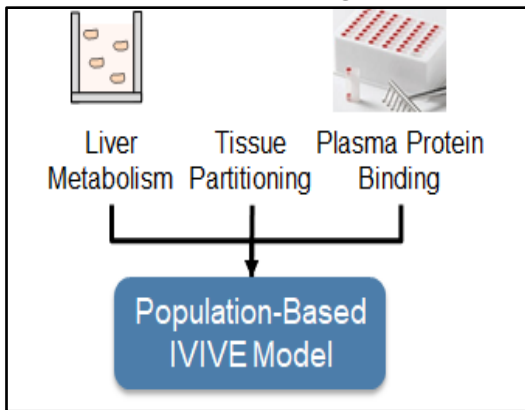 Liver Tissue Plasma Protein
Metabolism Partitioning Binding
Population-Based
IVIVE Model